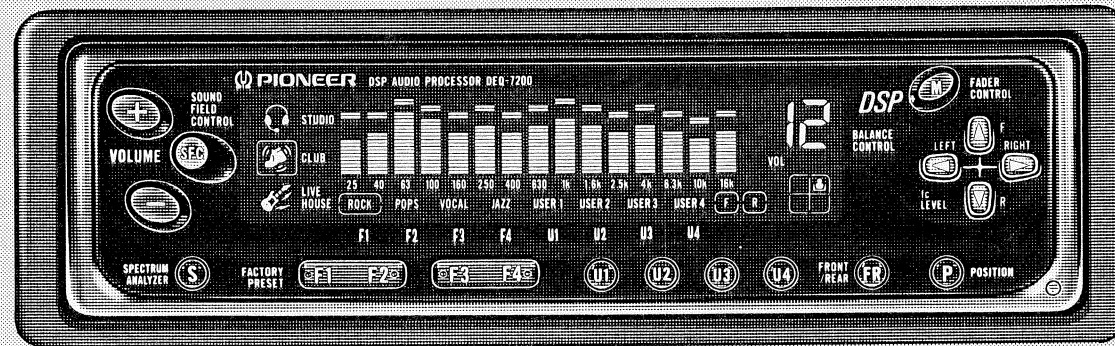 PIONEER DSP AUDIO PROCESSOR DEQ-7200
+
SOUND
FIELD
CONTROL
VOLUME
SFC
−
STUDIO
CLUB
LIVE
HOUSE
25 40 63 100 160 250 400 630 1k 1.6k 2.5k 4k 6.3k 10k 16k
ROCK POPS VOCAL JAZZ USER 1 USER 2 USER 3 USER 4 F R
F1 F2 F3 F4 U1 U2 U3 U4
VOL 12
DSP
M
FADER
CONTROL
BALANCE
CONTROL
F
LEFT RIGHT
LEVEL
R
SPECTRUM
ANALYZER
S
FACTORY
PRESET
F1 F2 F3 F4
U1 U2 U3 U4
FRONT
/REAR
FR
P
POSITION